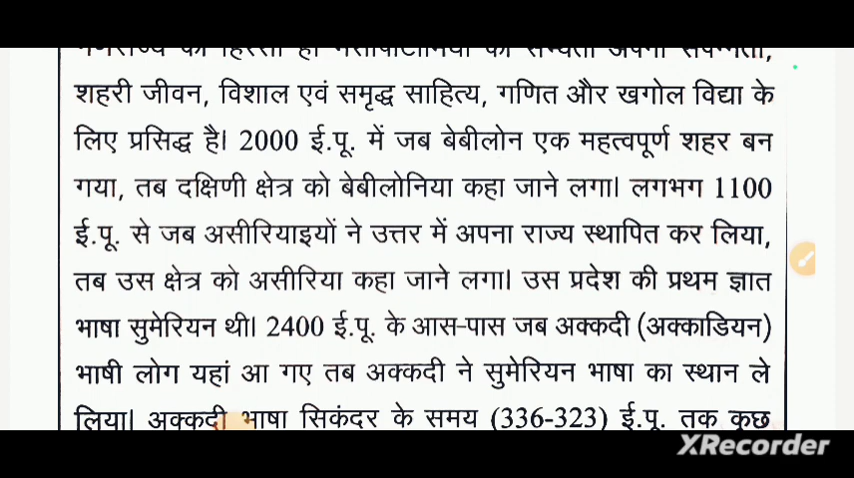 शहरी जीवन, विशाल एवं समृद्ध साहित्य, गणित और खगोल विद्या के
लिए प्रसिद्ध है। 2000 ई.पू. में जब बेबीलोन एक महत्वपूर्ण शहर बन
गया, तब दक्षिणी क्षेत्र को बेबीलोनिया कहा जाने लगा। लगभग 1100
ई.पू. से जब असीरियाइयों ने उत्तर में अपना राज्य स्थापित कर लिया,
तब उस क्षेत्र को असीरिया कहा जाने लगा। उस प्रदेश की प्रथम ज्ञात
भाषा सुमेरियन थी। 2400 ई.पू. के आस-पास जब अक्कदी (अक्काडियन)
भाषी लोग यहां आ गए तब अक्कदी ने सुमेरियन भाषा का स्थान ले
लिया। अक्कदी भाषा सिकंदर के समय (336-323) ई.पू. तक कुछ
XRecorder